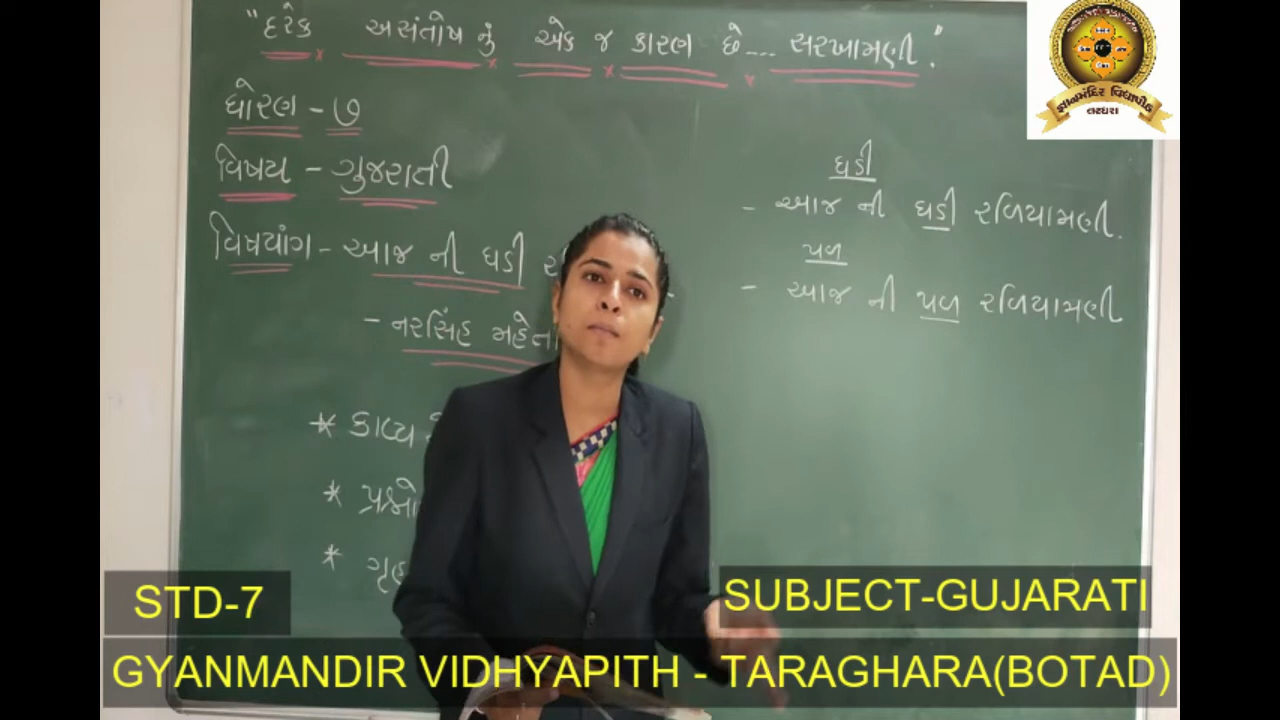 "દરેક અસંતોષ નું એક જ કારણ છે... સરખામણી."
ધોરણ - ૭
વિષય - ગુજરાતી
વિષયાંગ - આજ ની ઘડી
- નરસિંહ મહેતા
* કાવ્ય
*
*
ઘડી
- આજ ની ઘડી રળિયામણી.
પળ
- આજ ની પળ રળિયામણી
જ્ઞાનમંદિર વિદ્યાપીઠ
તરઘરા
STD-7
SUBJECT-GUJARATI
GYANMANDIR VIDHYAPITH - TARAGHARA(BOTAD)